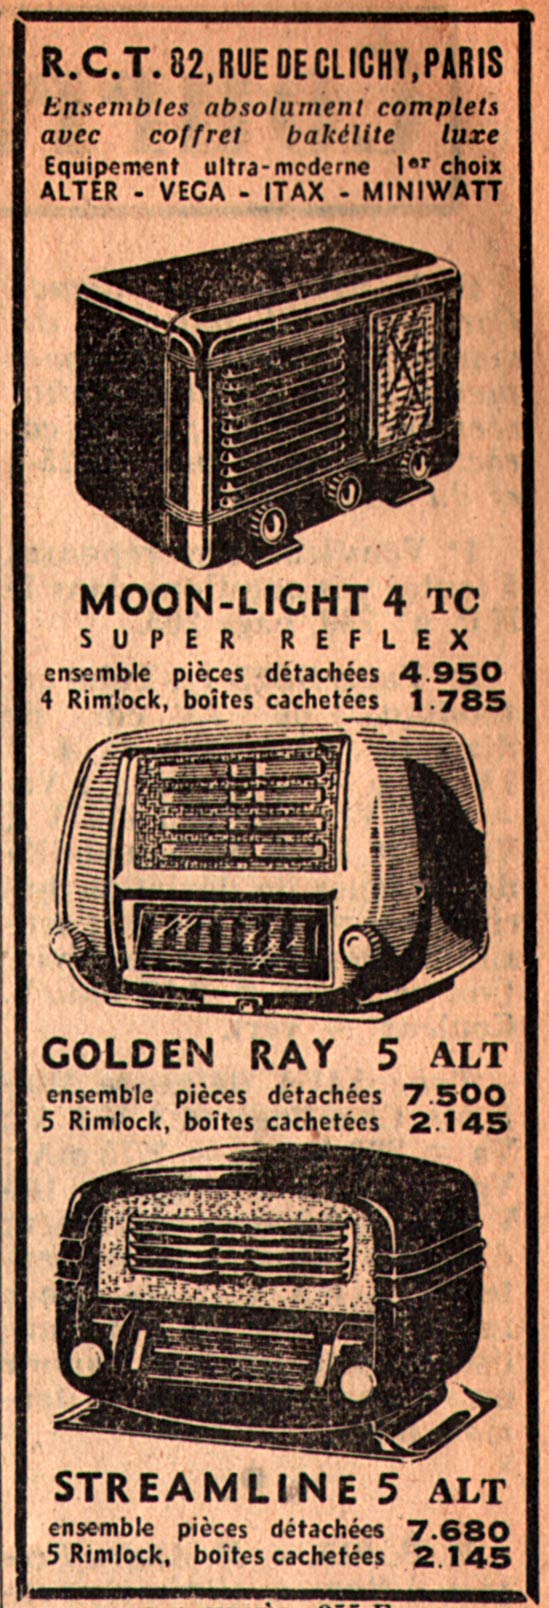 R.C.T. 82, RUE DE CLICHY, PARIS
Ensembles absolument complets
avec coffret bakélite luxe
Equipement ultra-moderne 1er choix
ALTER - VEGA - ITAX - MINIWATT
MOON-LIGHT 4 TC
SUPER REFLEX
ensemble pièces détachées 4.950
4 Rimlock, boîtes cachetées 1.785
GOLDEN RAY 5 ALT
ensemble pièces détachées 7.500
5 Rimlock, boîtes cachetées 2.145
STREAMLINE 5 ALT
ensemble pièces détachées 7.680
5 Rimlock, boîtes cachetées 2.145